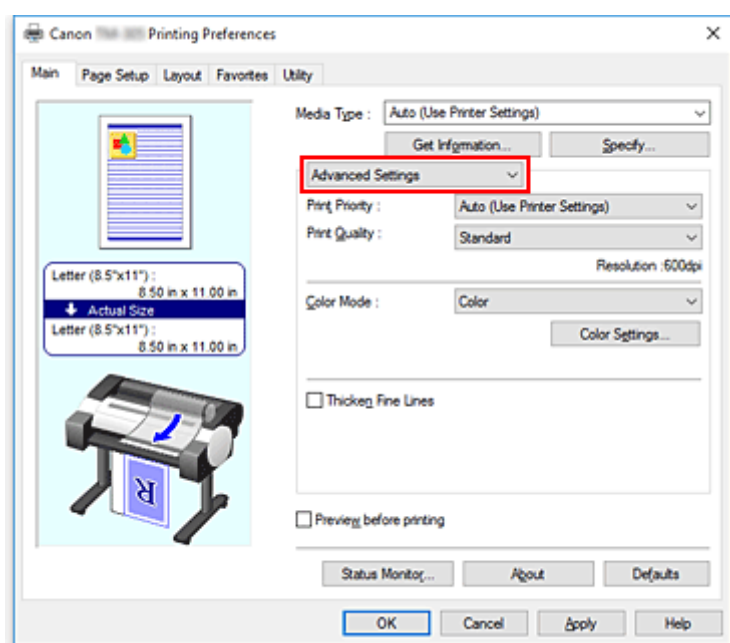 Canon Printing Preferences
Main Page Setup Layout Favorites Utility
Media Type : Auto (Use Printer Settings)
Get Information... Specify...
Advanced Settings
Print Priority : Auto (Use Printer Settings)
Print Quality : Standard
Resolution :600dpi
Letter (8.5"x11") :
8.50 in x 11.00 in
Actual Size
Letter (8.5"x11") :
8.50 in x 11.00 in
Color Mode : Color
Color Settings...
Thicken Fine Lines
R
Preview before printing
Status Monitor... About Defaults
OK Cancel Apply Help